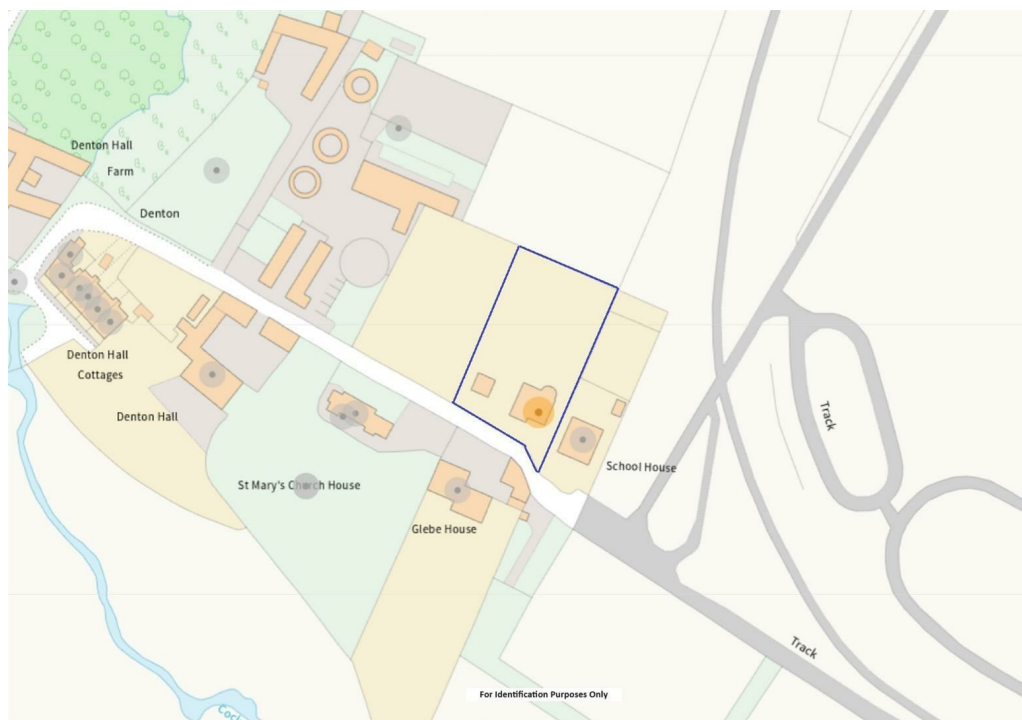 Denton Hall
Farm
Denton
Denton Hall
Cottages
Denton Hall
St Mary's Church House
Glebe House
School House
Track
Track
For Identification Purposes Only